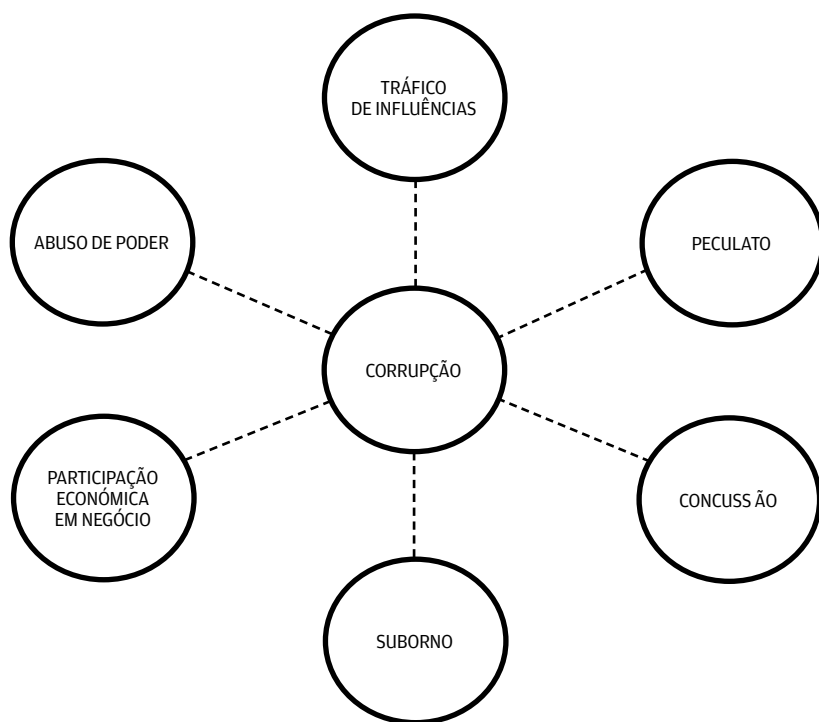 TRÁFICO
DE INFLUÊNCIAS
ABUSO DE PODER
PECULATO
CORRUPÇÃO
PARTICIPAÇÃO
ECONÓMICA
EM NEGÓCIO
CONCUSS ÃO
SUBORNO